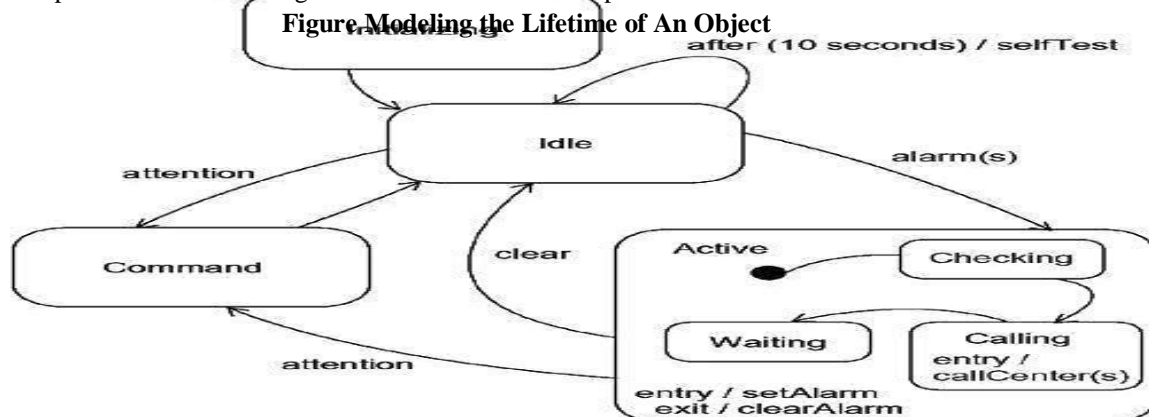 Figure Modeling the Lifetime of An Object
Initializing
after (10 seconds) / selfTest
Idle
attention
alarm(s)
Command
clear
Active
Checking
Waiting
Calling
entry /
callCenter(s)
attention
entry / setAlarm
exit / clearAlarm